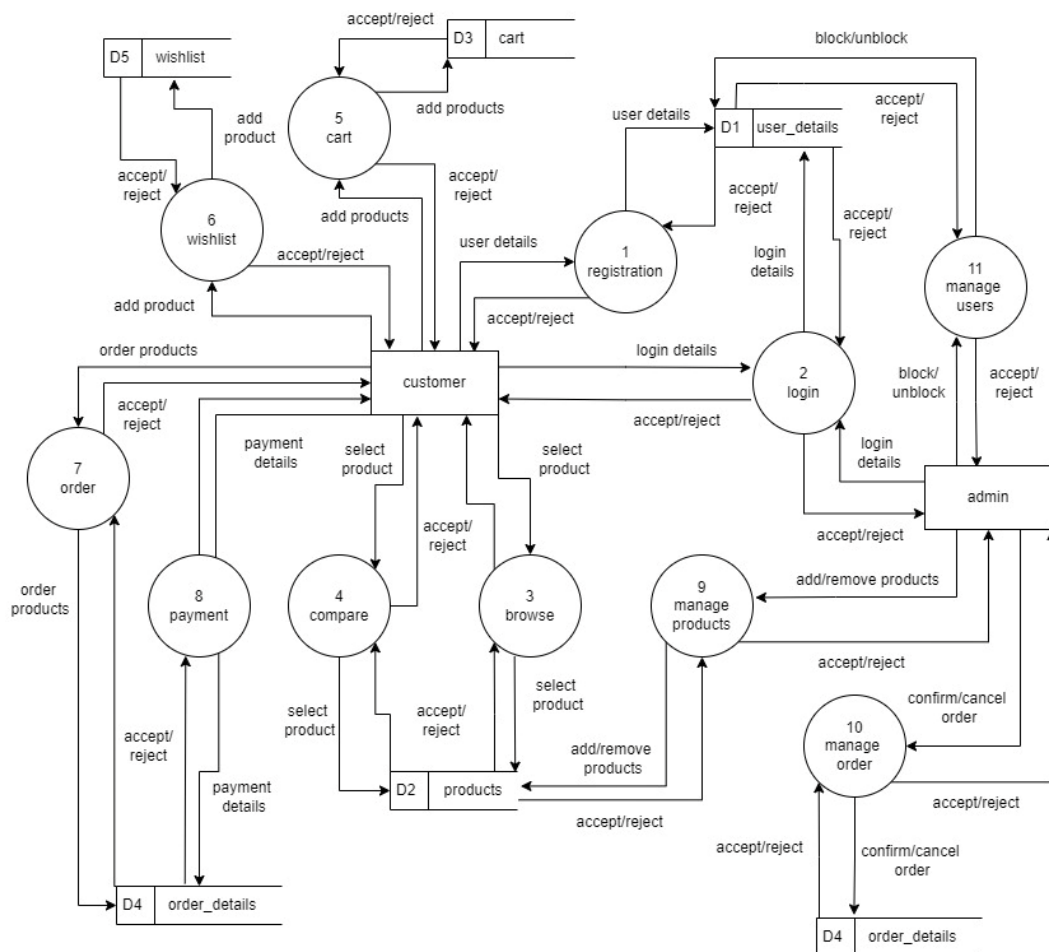 accept/reject
D3 cart
block/unblock
D5 wishlist
add products
accept/
reject
add
product
5
cart
user details
D1 user_details
accept/
reject
accept/
reject
add products
accept/
reject
accept/
reject
6
wishlist
accept/reject
user details
1
registration
login
details
11
manage
users
add product
accept/reject
order products
customer
login details
2
login
block/
unblock
accept/
reject
accept/
reject
payment
details
select
product
select
product
accept/reject
login
details
7
order
admin
accept/
reject
accept/reject
order
products
8
payment
4
compare
3
browse
9
manage
products
add/remove products
accept/reject
select
product
accept/
reject
select
product
confirm/cancel
order
accept/
reject
add/remove
products
10
manage
order
payment
details
D2 products
accept/reject
accept/reject
accept/reject
confirm/cancel
order
D4 order_details
D4 order_details